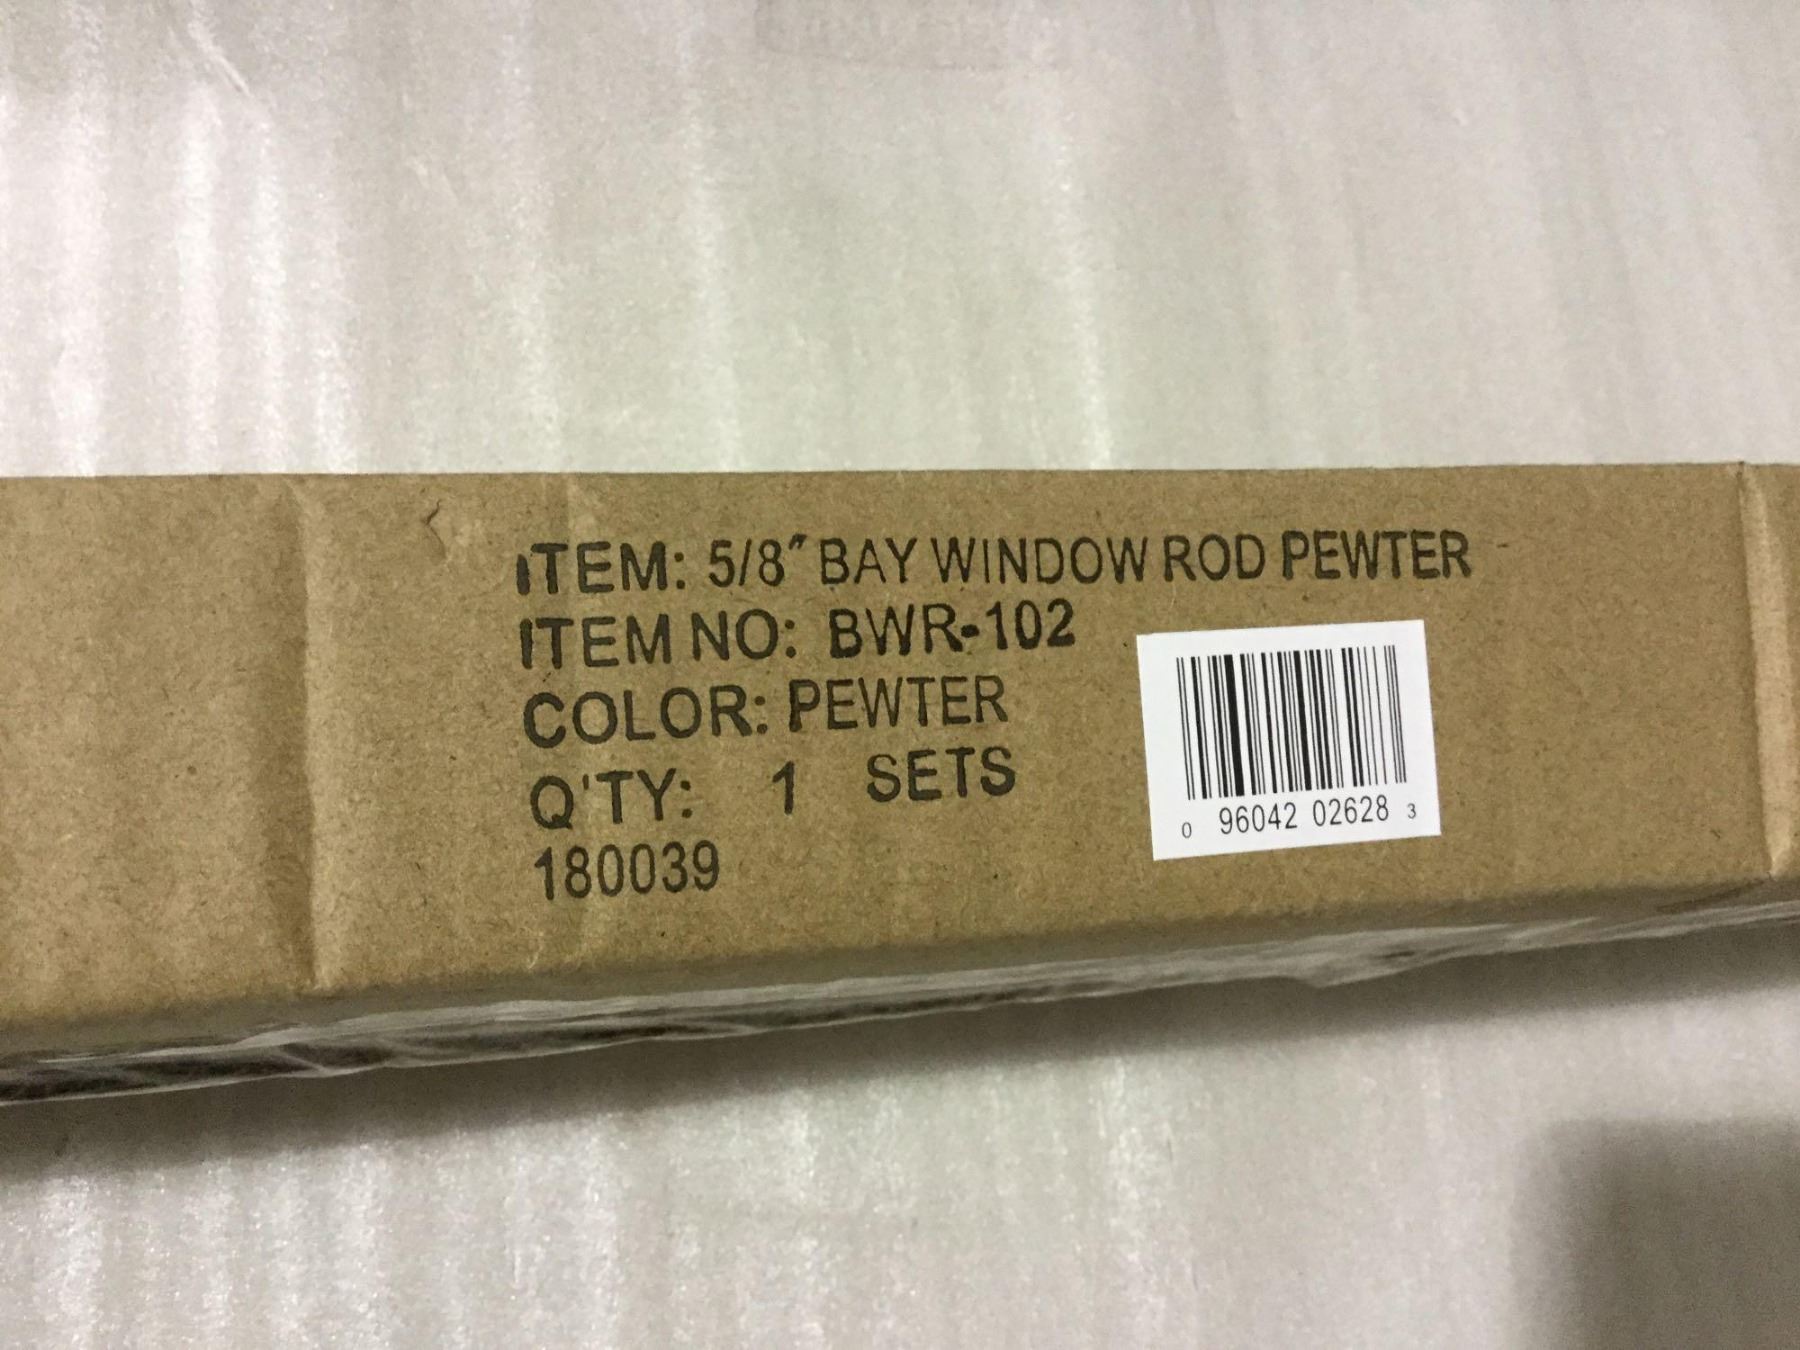 ITEM: 5/8" BAY WINDOW ROD PEWTER
ITEM NO: BWR-102
COLOR: PEWTER
Q'TY: 1 SETS
180039
0 96042 02628 3